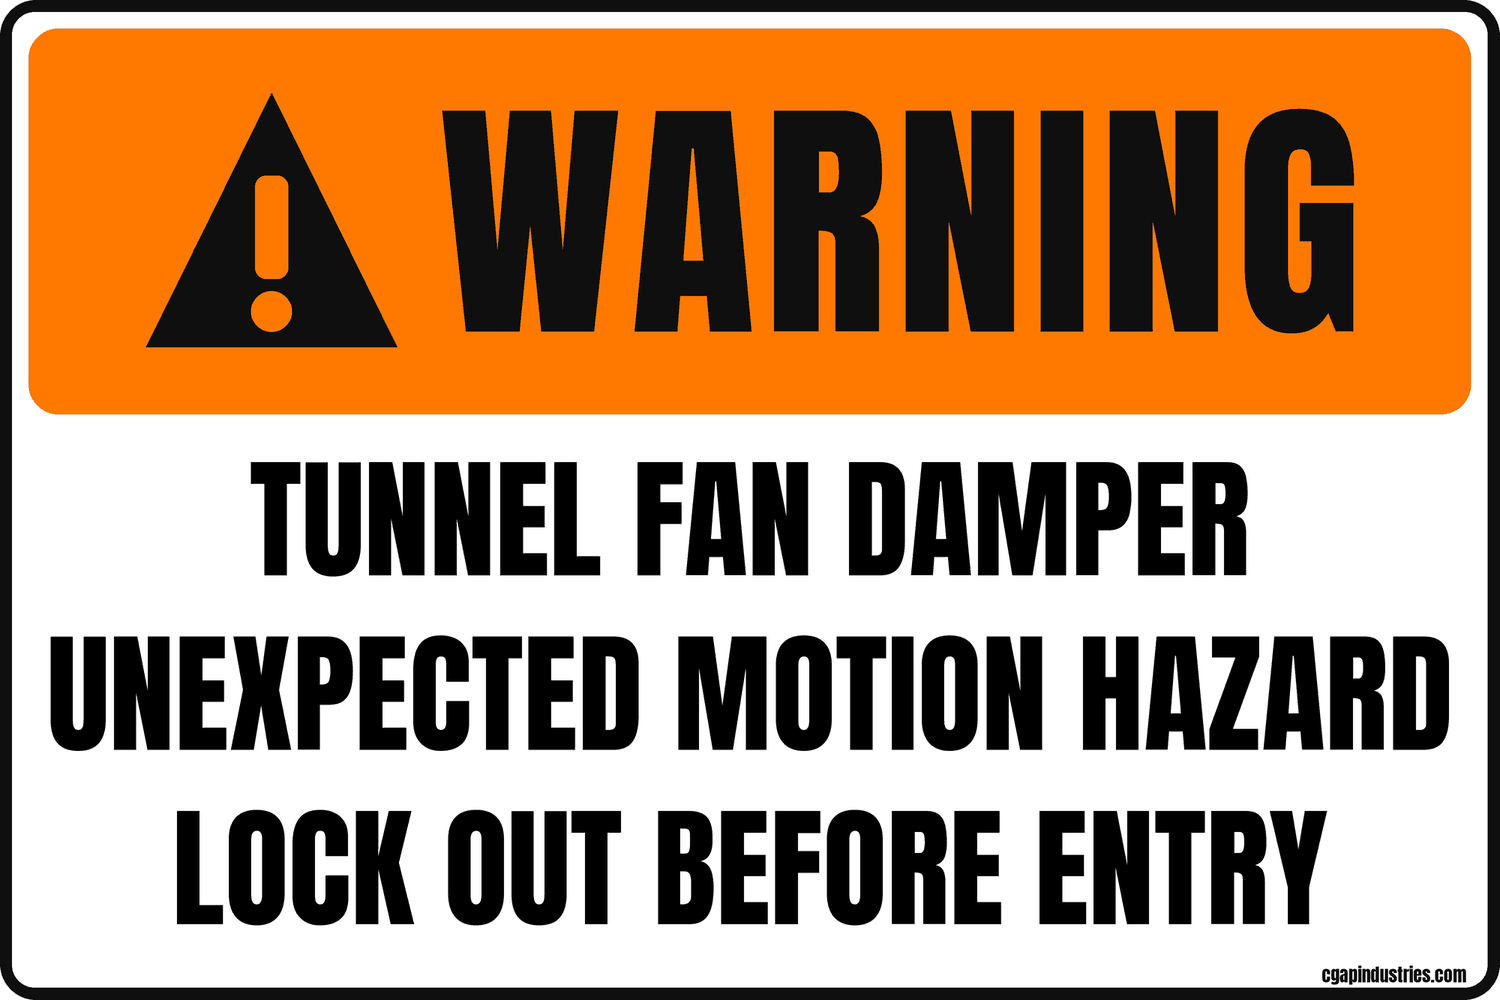 WARNING
TUNNEL FAN DAMPER
UNEXPECTED MOTION HAZARD
LOCK OUT BEFORE ENTRY
cgapindustries.com